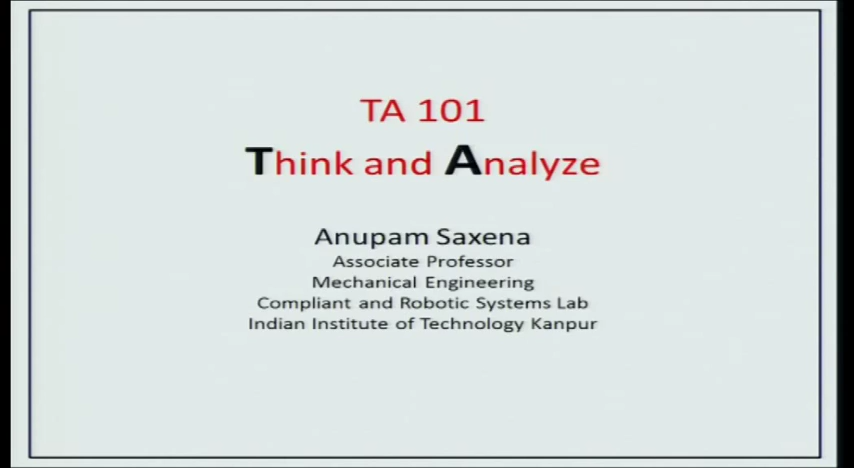 TA 101
Think and Analyze
Anupam Saxena
Associate Professor
Mechanical Engineering
Compliant and Robotic Systems Lab
Indian Institute of Technology Kanpur